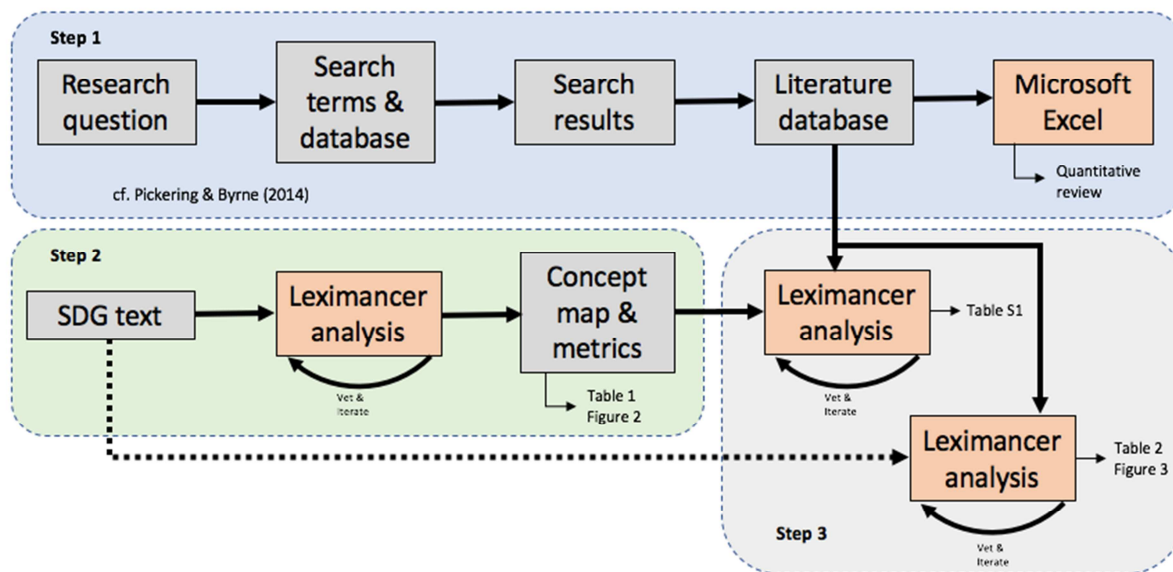 Step 1
Research
question
Search
terms &
database
Search
results
Literature
database
Microsoft
Excel
Quantitative
review
cf. Pickering & Byrne (2014)
Step 2
SDG text
Leximancer
analysis
Vet &
Iterate
Concept
map &
metrics
Table 1
Figure 2
Leximancer
analysis
Vet &
Iterate
Table S1
Leximancer
analysis
Vet &
Iterate
Table 2
Figure 3
Step 3